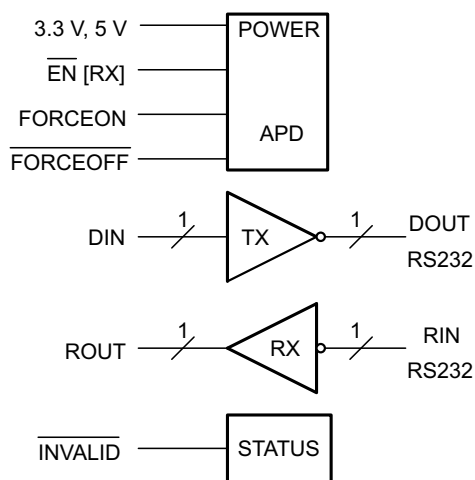 3.3 V, 5 V
POWER
EN [RX]
FORCEON
APD
FORCEOFF
DIN
1
TX
1
DOUT
RS232
ROUT
1
RX
1
RIN
RS232
INVALID
STATUS